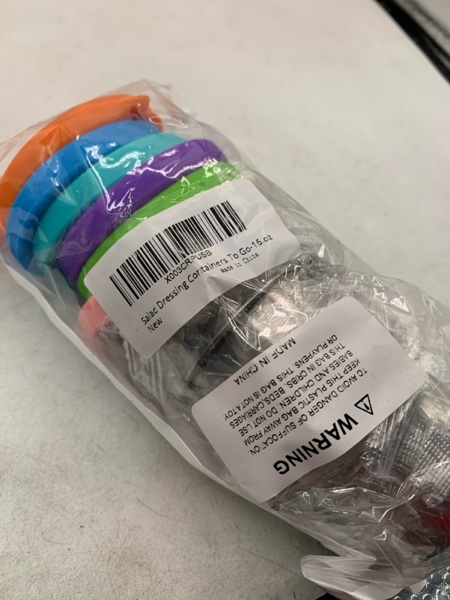 X003CRPUSB
Salad Dressing Containers To Go-1.6 oz
New
Made in China
WARNING
TO AVOID DANGER OF SUFFOCATION
KEEP THIS PLASTIC BAG AWAY FROM
BABIES AND CHILDREN. DO NOT USE
THIS BAG IN CRIBS, BEDS, CARRIAGES
OR PLAYPENS. THIS BAG IS NOT A TOY
MADE IN CHINA